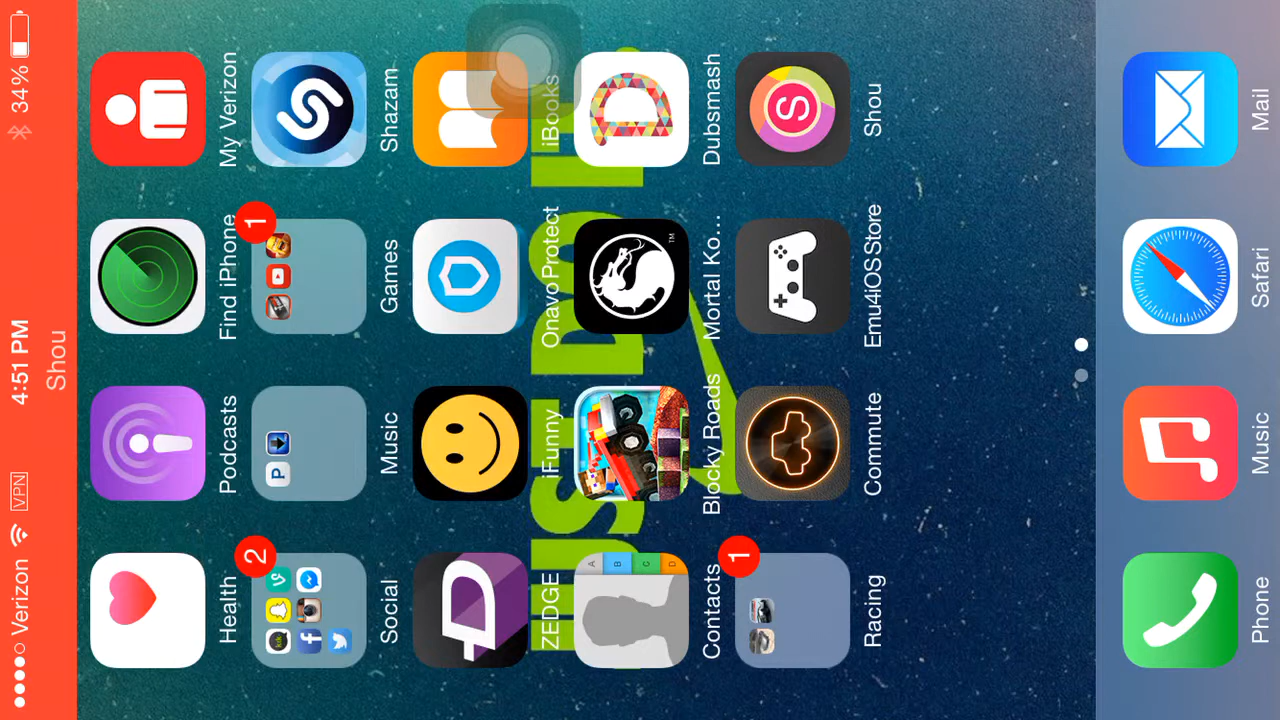 Verizon VPN 4:51 PM 34%
Shou
Health Podcasts Find iPhone My Verizon
2 1
Social Music Games Shazam
ZEDGE iFunny Onavo Protect iBooks
Contacts Blocky Roads Mortal Ko... Dubsmash
1
Racing Commute Emu4iOSStore Shou
Phone Music Safari Mail